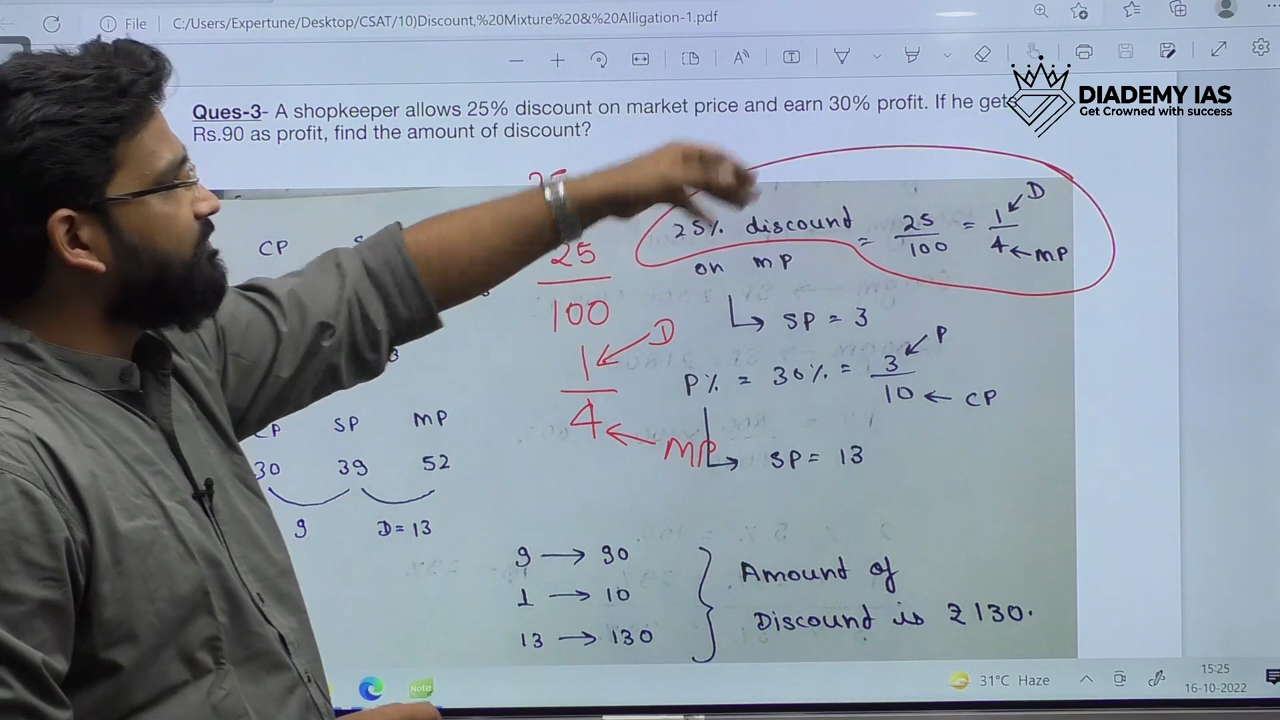 File C:/Users/Expertune/Desktop/CSAT/10)Discount,%20Mixture%20&%20Alligation-1.pdf
DIADEMY IAS
Get Crowned with success
Ques-3- A shopkeeper allows 25% discount on market price and earn 30% profit. If he gets
Rs.90 as profit, find the amount of discount?
CP
25
100
1 D
4 MP
25% discount = 25/100 = 1/4 D MP
on MP
SP = 3
P% = 30% = 3/10 P CP
SP = 13
CP SP MP
30 39 52
9 D = 13
9 → 90
1 → 10
13 → 130
Amount of
Discount is ₹130.
Note
31°C Haze
15:25
16-10-2022